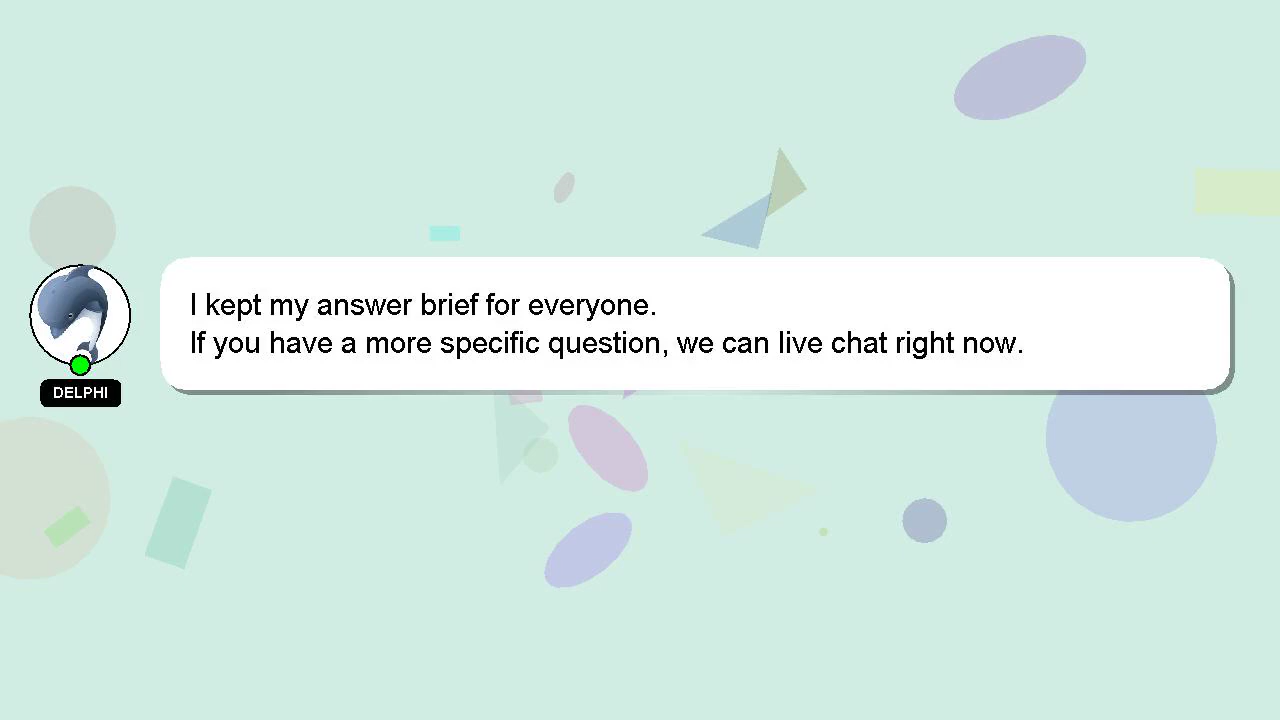 I kept my answer brief for everyone.
If you have a more specific question, we can live chat right now.
DELPHI